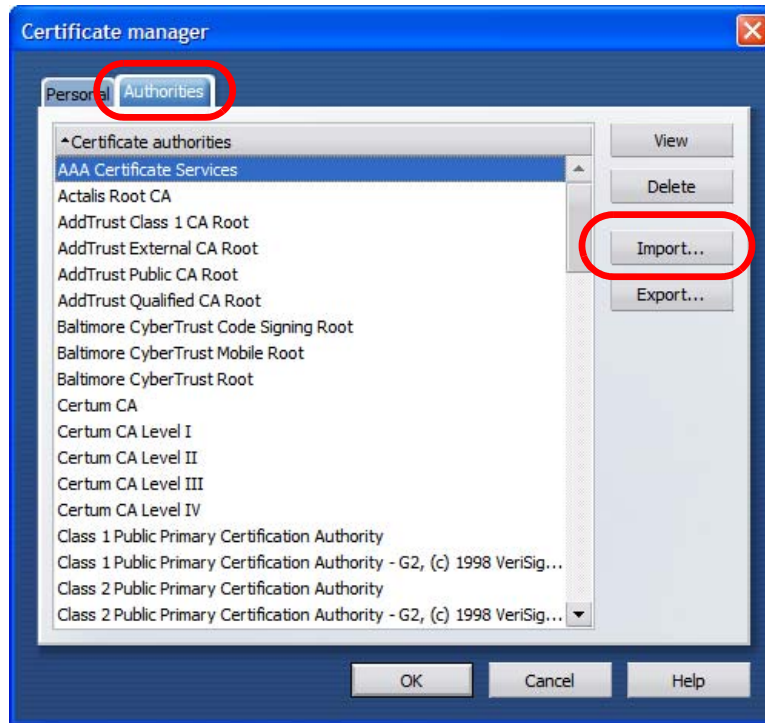 Certificate manager
Personal
Authorities
Certificate authorities
AAA Certificate Services
Actalis Root CA
AddTrust Class 1 CA Root
AddTrust External CA Root
AddTrust Public CA Root
AddTrust Qualified CA Root
Baltimore CyberTrust Code Signing Root
Baltimore CyberTrust Mobile Root
Baltimore CyberTrust Root
Certum CA
Certum CA Level I
Certum CA Level II
Certum CA Level III
Certum CA Level IV
Class 1 Public Primary Certification Authority
Class 1 Public Primary Certification Authority - G2, (c) 1998 VeriSig...
Class 2 Public Primary Certification Authority
Class 2 Public Primary Certification Authority - G2, (c) 1998 VeriSig...
View
Delete
Import...
Export...
OK
Cancel
Help